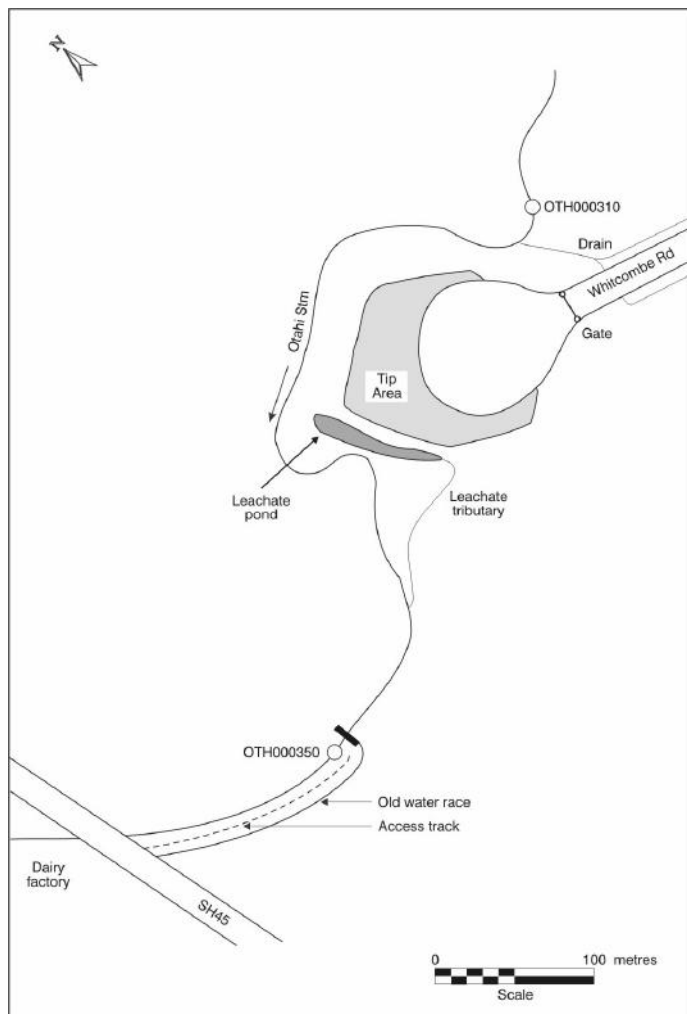 N
OTH000310
Drain
Whitcombe Rd
Gate
Otahi Strm
Tip
Area
Leachate
pond
Leachate
tributary
OTH000350
Old water race
Access track
Dairy
factory
SH45
0 100 metres
Scale